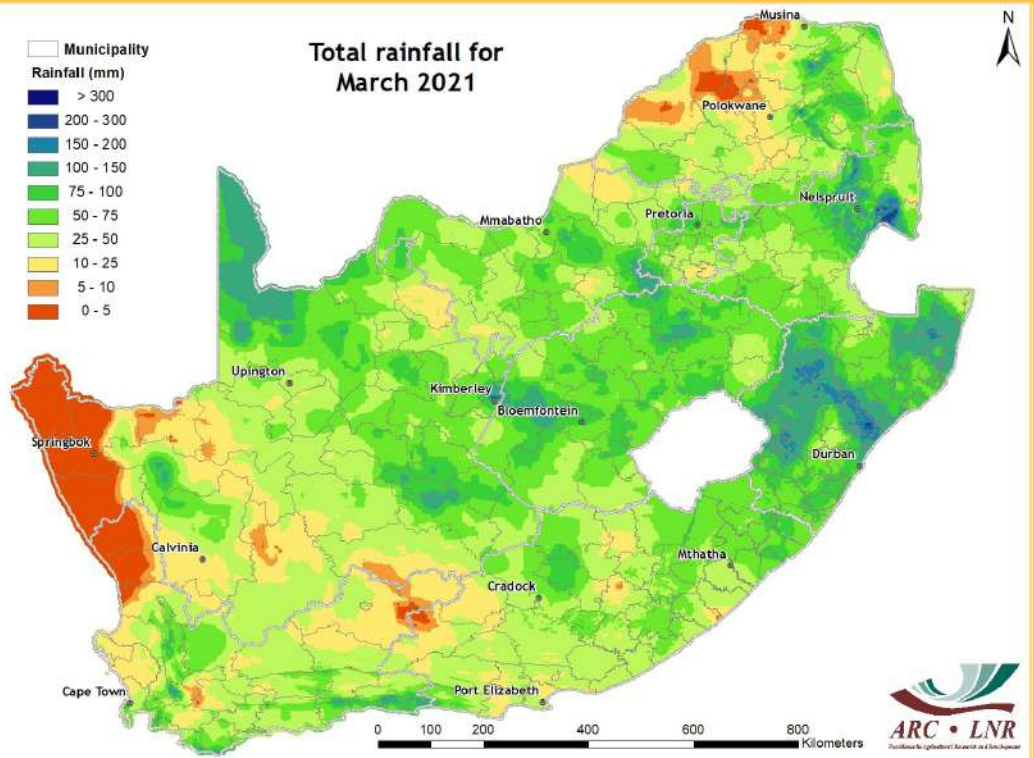 Total rainfall for
March 2021
Municipality
Rainfall (mm)
> 300
200 - 300
150 - 200
100 - 150
75 - 100
50 - 75
25 - 50
10 - 25
5 - 10
0 - 5
N
Musina
Polokwane
Nelspruit
Pretoria
Mmabatho
Upington
Kimberley
Bloemfontein
Springbok
Durban
Calvinia
Mthatha
Cradock
Cape Town
Port Elizabeth
0 100 200 400 600 800
Kilometers
ARC • LNR